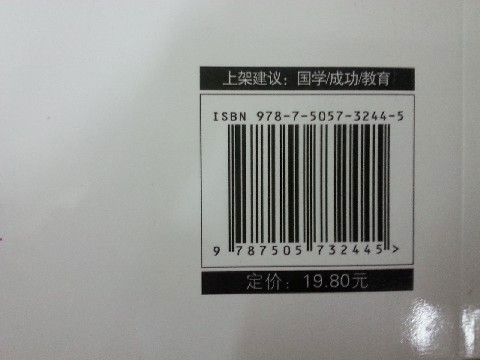 上架建议：国学/成功/教育
ISBN 978-7-5057-3244-5
9 787505 732445 >
定价：19.80元